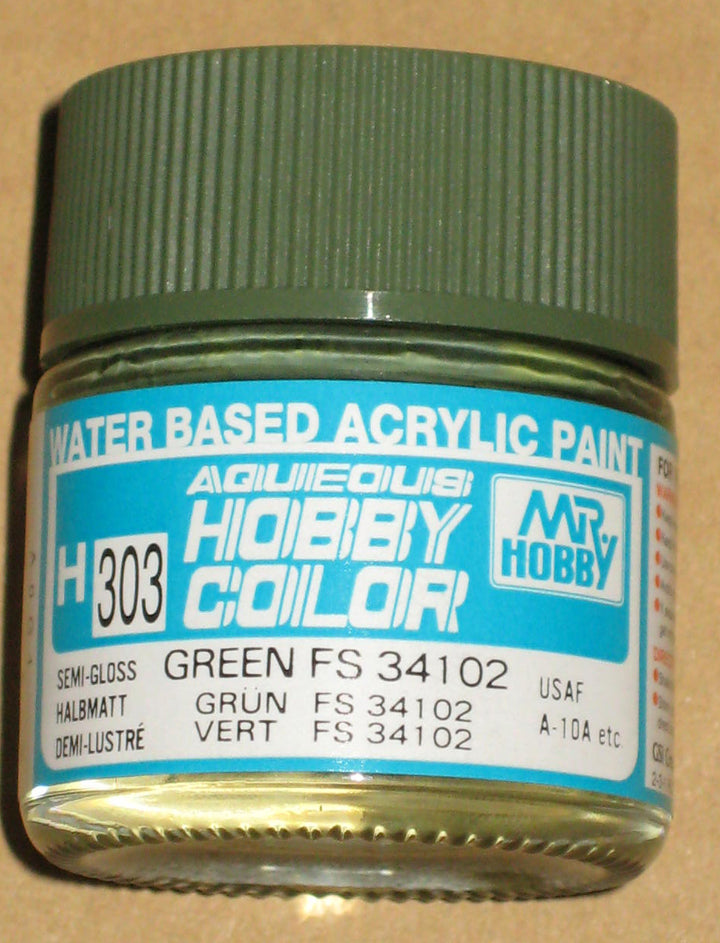 WATER BASED ACRYLIC PAINT
AQUEOUS
HOBBY
COLOR
H 303
MR.
HOBBY
SEMI-GLOSS
HALBMATT
DEMI-LUSTRÉ
GREEN FS 34102
GRÜN FS 34102
VERT FS 34102
USAF
A-10A etc
FOR